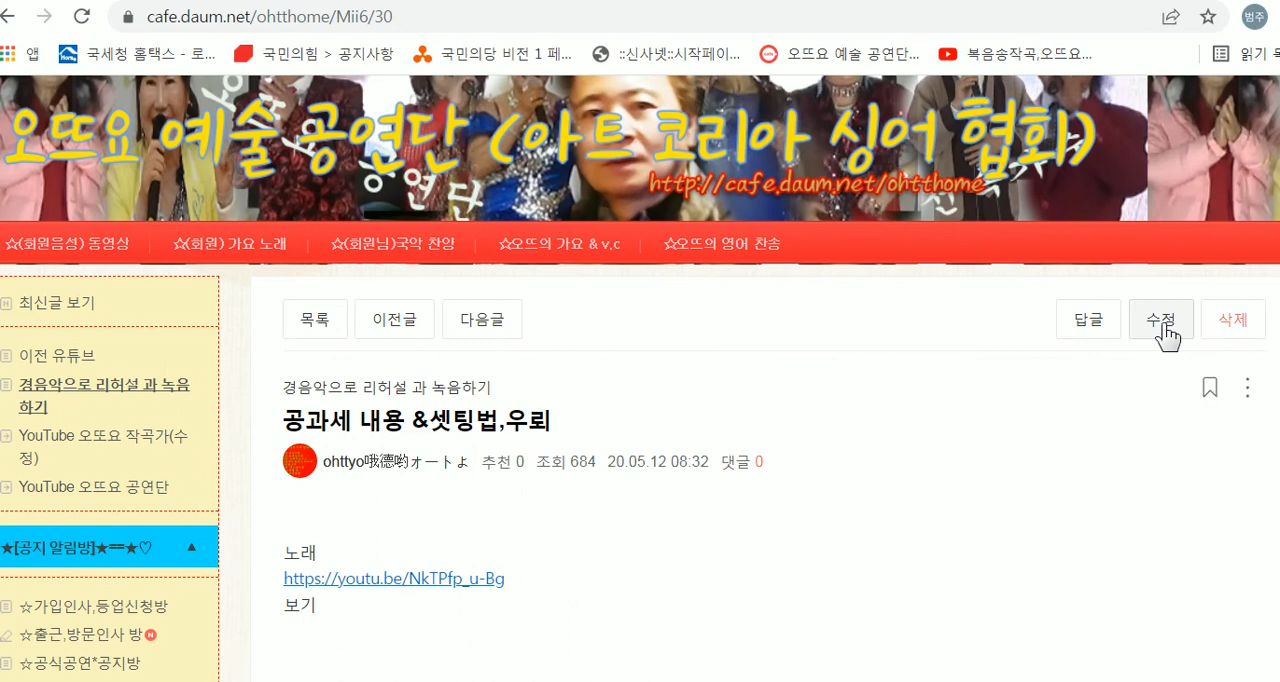 cafe.daum.net/ohtthome/Mii6/30
범주
앱 국세청 홈택스 - 로... 국민의힘 > 공지사항 국민의당 비전 1 페... ::신사넷::시작페이... 오뜨요 예술 공연단... 복음송작곡,오뜨요... 읽기 목
오뜨요 예술 공연단 (아트 코리아 싱어 협회)
공연단
http://cafe.daum.net/ohtthome
☆(회원음성) 동영상 ☆(회원) 가요 노래 ☆(회원님)국악 찬양 ☆오뜨의 가요 & v,c ☆오뜨의 영어 찬송
최신글 보기
목록 이전글 다음글 답글 수정 삭제
이전 유튜브
경음악으로 리허설 과 녹음
하기
YouTube 오뜨요 작곡가(수
정)
YouTube 오뜨요 공연단
★[공지 알림방]★==★♡ ▲
☆가입인사,등업신청방
☆출근,방문인사 방 N
☆공식공연*공지방
경음악으로 리허설 과 녹음하기
공과세 내용 &셋팅법,우뢰
ohttyo哦德哟ォートょ 추천 0 조회 684 20.05.12 08:32 댓글 0
노래
https://youtu.be/NkTPfp_u-Bg
보기